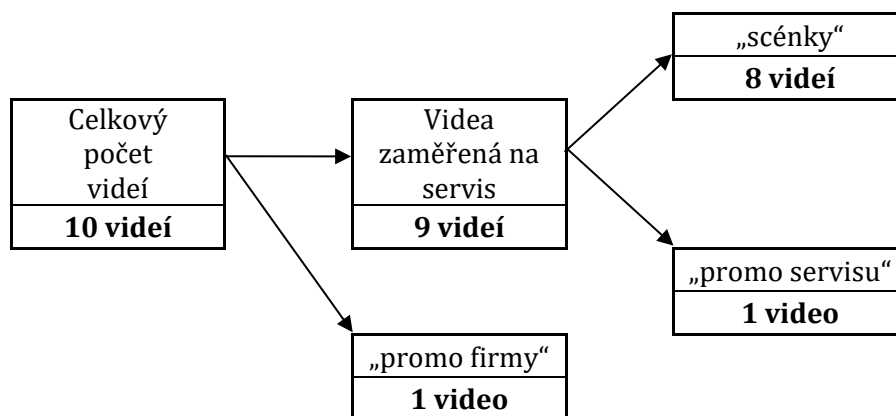 „scénky“
8 videí
Celkový
počet
videí
10 videí
Videa
zaměřená na
servis
9 videí
„promo servisu“
1 video
„promo firmy“
1 video